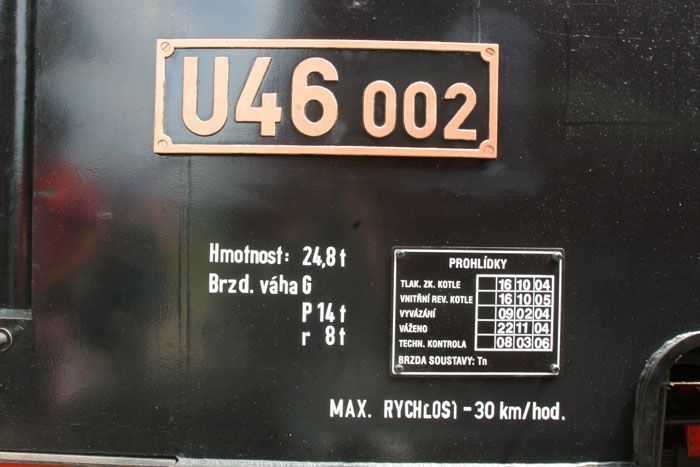 U46 002
Hmotnost: 24,8 t
Brzd. váha G
P 14 t
r 8 t
PROHLÍDKY
TLAK. ZK. KOTLE 16 10 04
VNITŘNÍ REV. KOTLE 16 10 05
VYVÁZÁNÍ 09 02 04
VÁŽENO 22 11 04
TECHN. KONTROLA 08 03 06
BRZDA SOUSTAVY: Tn
MAX. RYCHLOST - 30 km/hod.